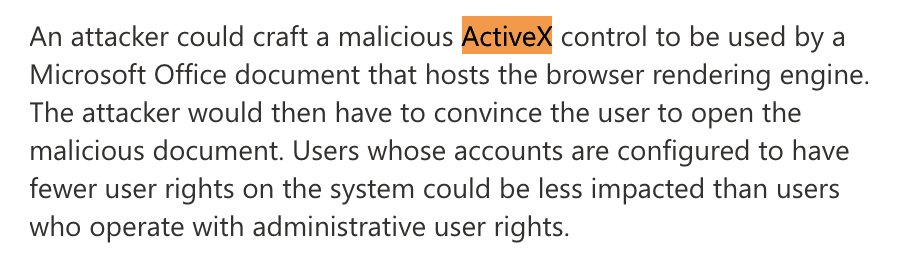 An attacker could craft a malicious ActiveX control to be used by a
Microsoft Office document that hosts the browser rendering engine.
The attacker would then have to convince the user to open the
malicious document. Users whose accounts are configured to have
fewer user rights on the system could be less impacted than users
who operate with administrative user rights.